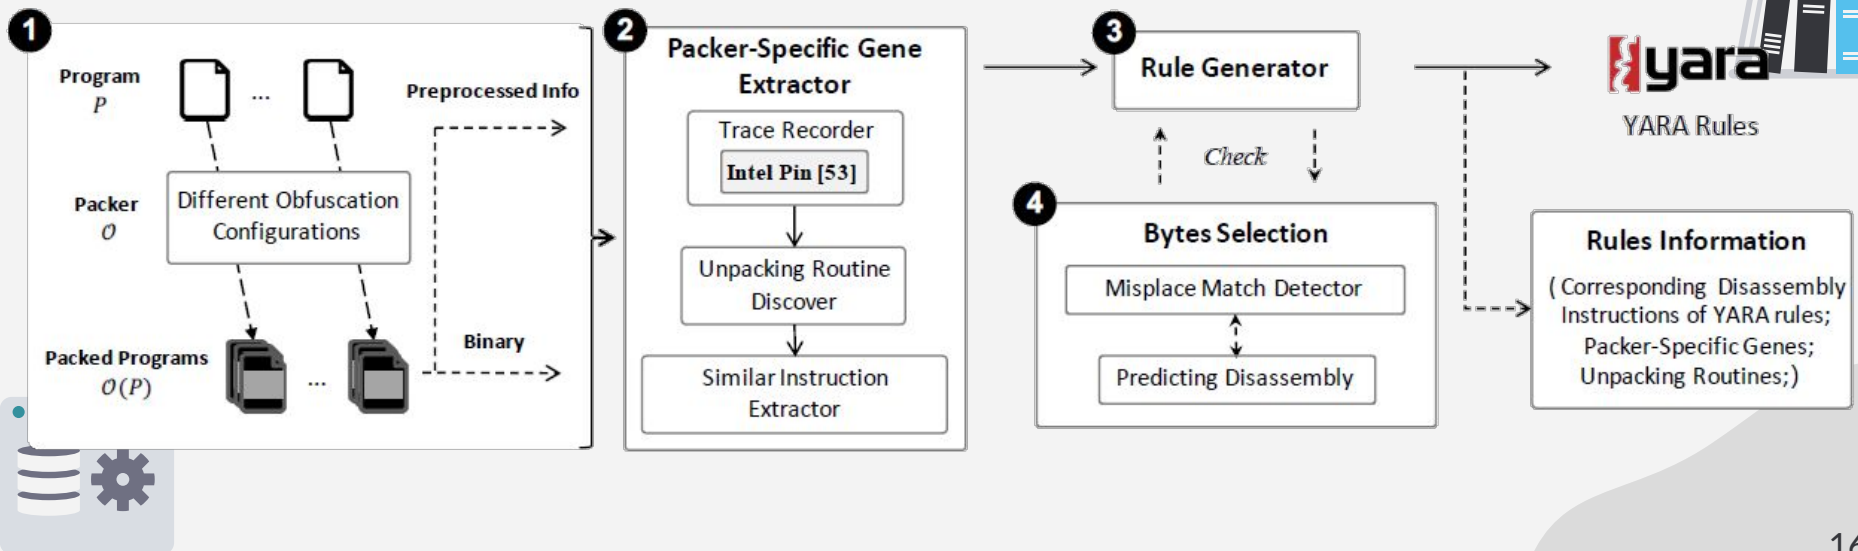 1
Program
P
...
Preprocessed Info
Packer
O
Different Obfuscation
Configurations
Packed Programs
O(P)
...
Binary
2
Packer-Specific Gene
Extractor
Trace Recorder
Intel Pin [53]
Unpacking Routine
Discover
Similar Instruction
Extractor
3
Rule Generator
Check
4
Bytes Selection
Misplace Match Detector
Predicting Disassembly
yara
YARA Rules
Rules Information
( Corresponding Disassembly
Instructions of YARA rules;
Packer-Specific Genes;
Unpacking Routines;)